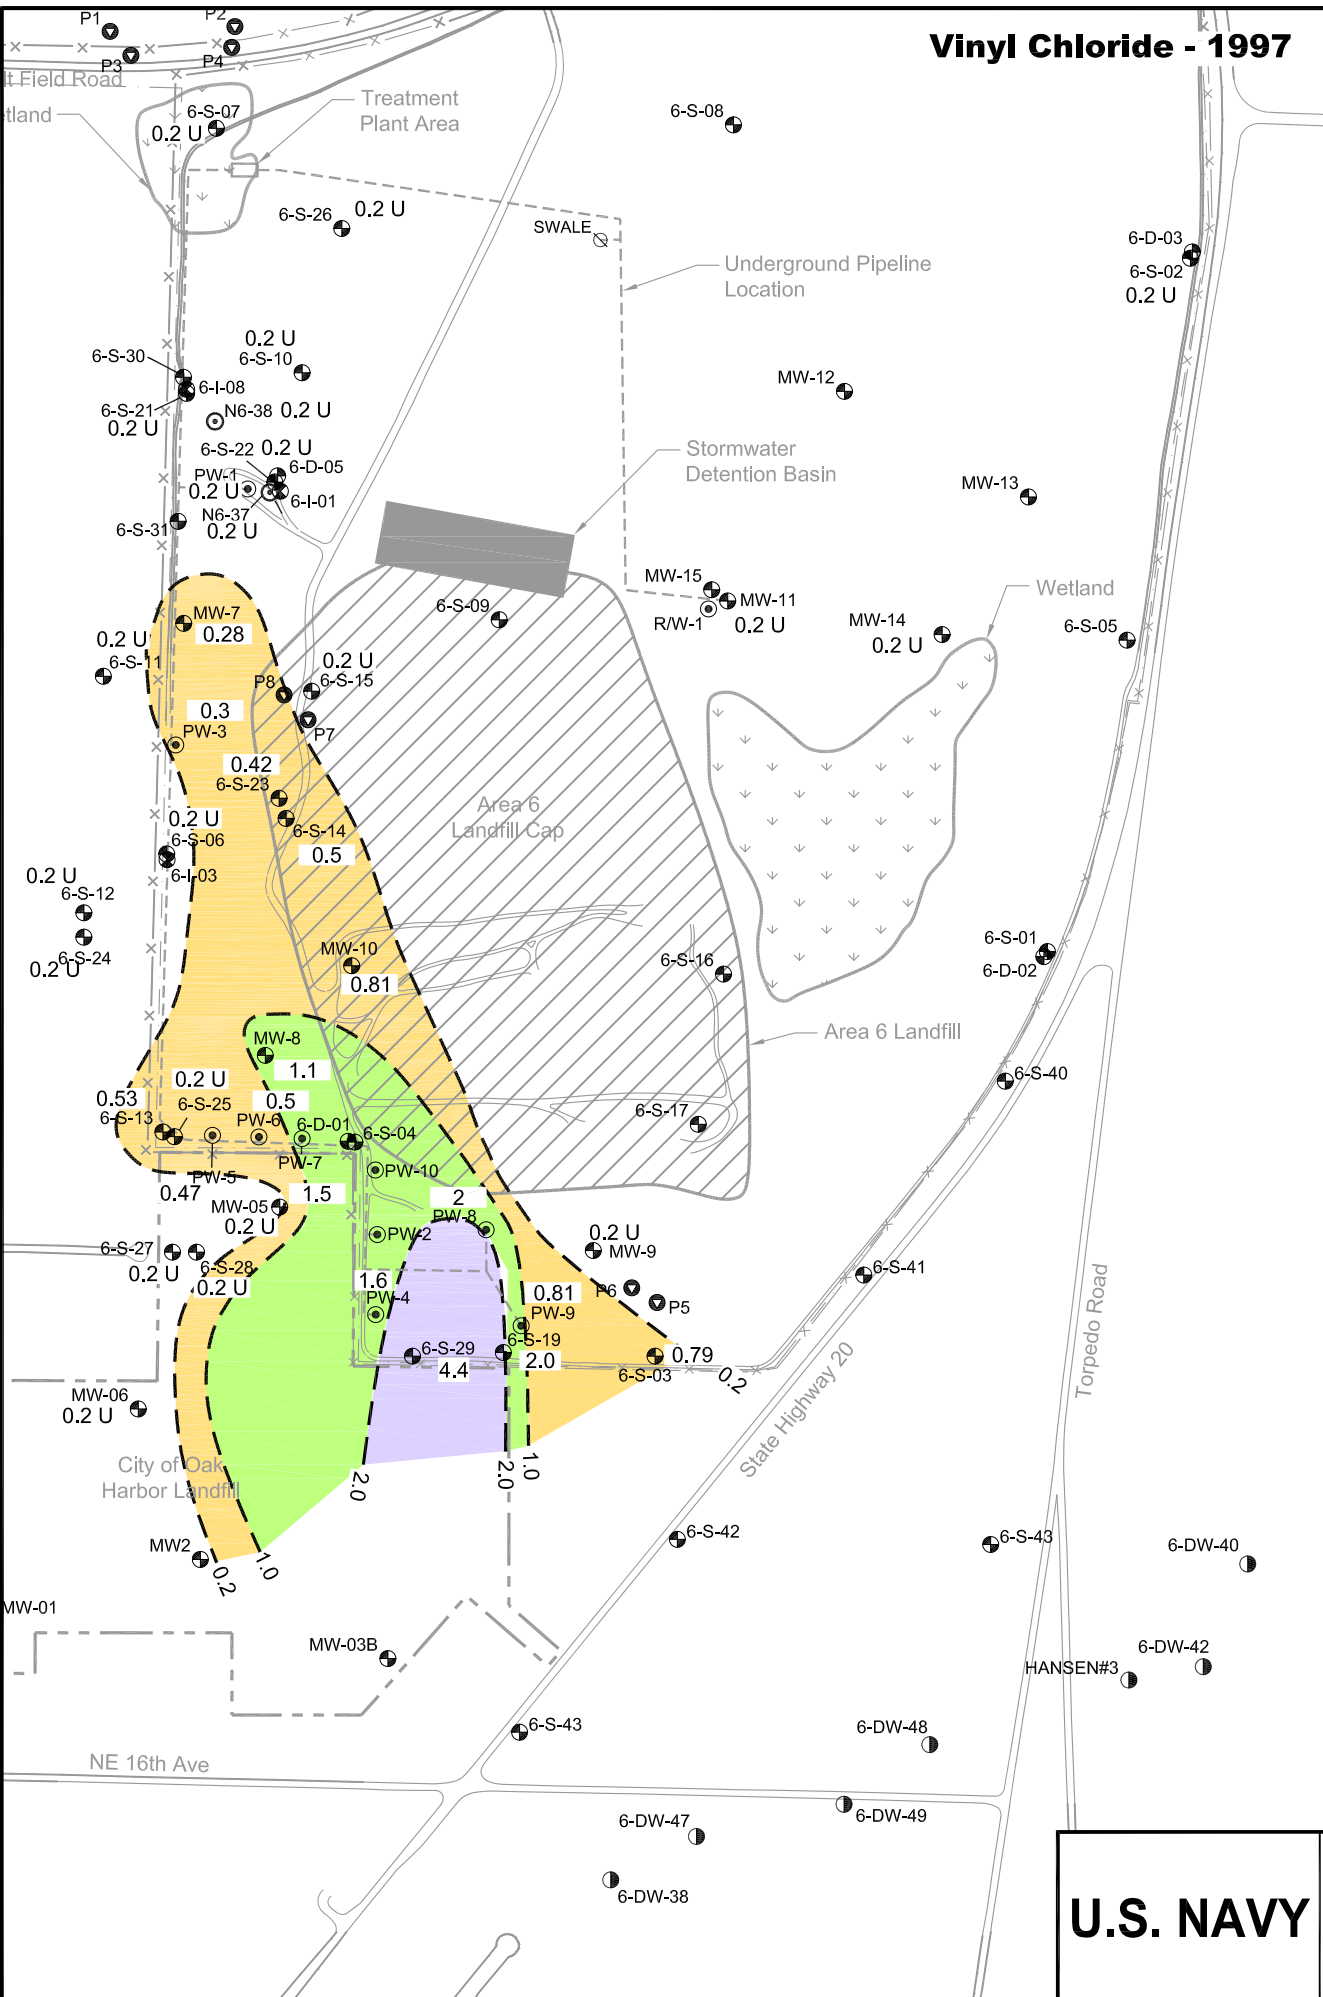 Vinyl Chloride - 1997
P1
P2
P3
P4
lt Field Road
etland
6-S-07
0.2 U
Treatment
Plant Area
6-S-08
6-S-26
0.2 U
SWALE
6-D-03
6-S-02
0.2 U
Underground Pipeline
Location
0.2 U
6-S-10
6-S-30
6-I-08
6-S-21
0.2 U
N6-38
0.2 U
MW-12
6-S-22
0.2 U
6-D-05
PW-1
0.2 U
6-I-01
N6-37
0.2 U
6-S-31
Stormwater
Detention Basin
MW-13
MW-15
MW-11
R/W-1
0.2 U
6-S-09
MW-14
0.2 U
Wetland
6-S-05
MW-7
0.28
0.2 U
6-S-11
0.2 U
6-S-15
P8
P7
0.3
PW-3
0.42
6-S-23
6-S-14
0.5
Area 6
Landfill Cap
0.2 U
6-S-06
6-I-03
0.2 U
6-S-12
6-S-24
0.2 U
MW-10
0.81
6-S-16
6-S-01
6-D-02
Area 6 Landfill
MW-8
1.1
6-S-40
0.2 U
0.53
6-S-25
6-S-13
0.5
PW-6
6-D-01
6-S-04
6-S-17
PW-5
PW-7
PW-10
0.47
1.5
MW-05
0.2 U
2
PW-8
PW-2
0.2 U
MW-9
6-S-27
0.2 U
6-S-28
0.2 U
6-S-41
1.6
PW-4
0.81
PW-9
P6
P5
6-S-29
4.4
6-S-19
2.0
0.79
6-S-03
0.2
State Highway 20
Torpedo Road
MW-06
0.2 U
City of Oak
Harbor Landfill
2.0
2.0
1.0
MW2
0.2
1.0
6-S-42
6-S-43
6-DW-40
MW-01
MW-03B
6-DW-42
HANSEN#3
6-S-43
6-DW-48
NE 16th Ave
6-DW-49
6-DW-47
6-DW-38
U.S. NAVY